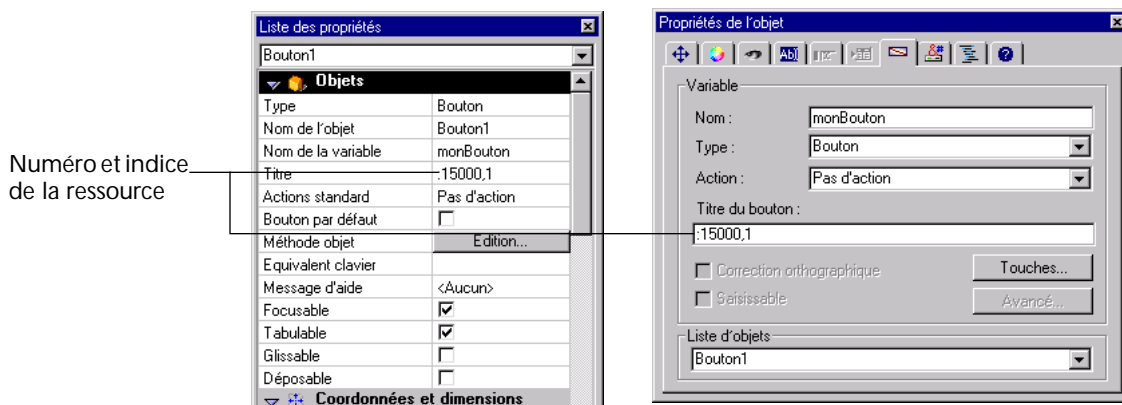 Numéro et indice
de la ressource
Liste des propriétés
Bouton1
Objets
Type Bouton
Nom de l'objet Bouton1
Nom de la variable monBouton
Titre :15000,1
Actions standard Pas d'action
Bouton par défaut
Méthode objet Edition...
Equivalent clavier
Message d'aide <Aucun>
Focusable
Tabulable
Glissable
Déposable
Coordonnées et dimensions
Propriétés de l'objet
Variable
Nom : monBouton
Type : Bouton
Action : Pas d'action
Titre du bouton :
:15000,1
Correction orthographique Touches...
Saisissable Avancé...
Liste d'objets
Bouton1